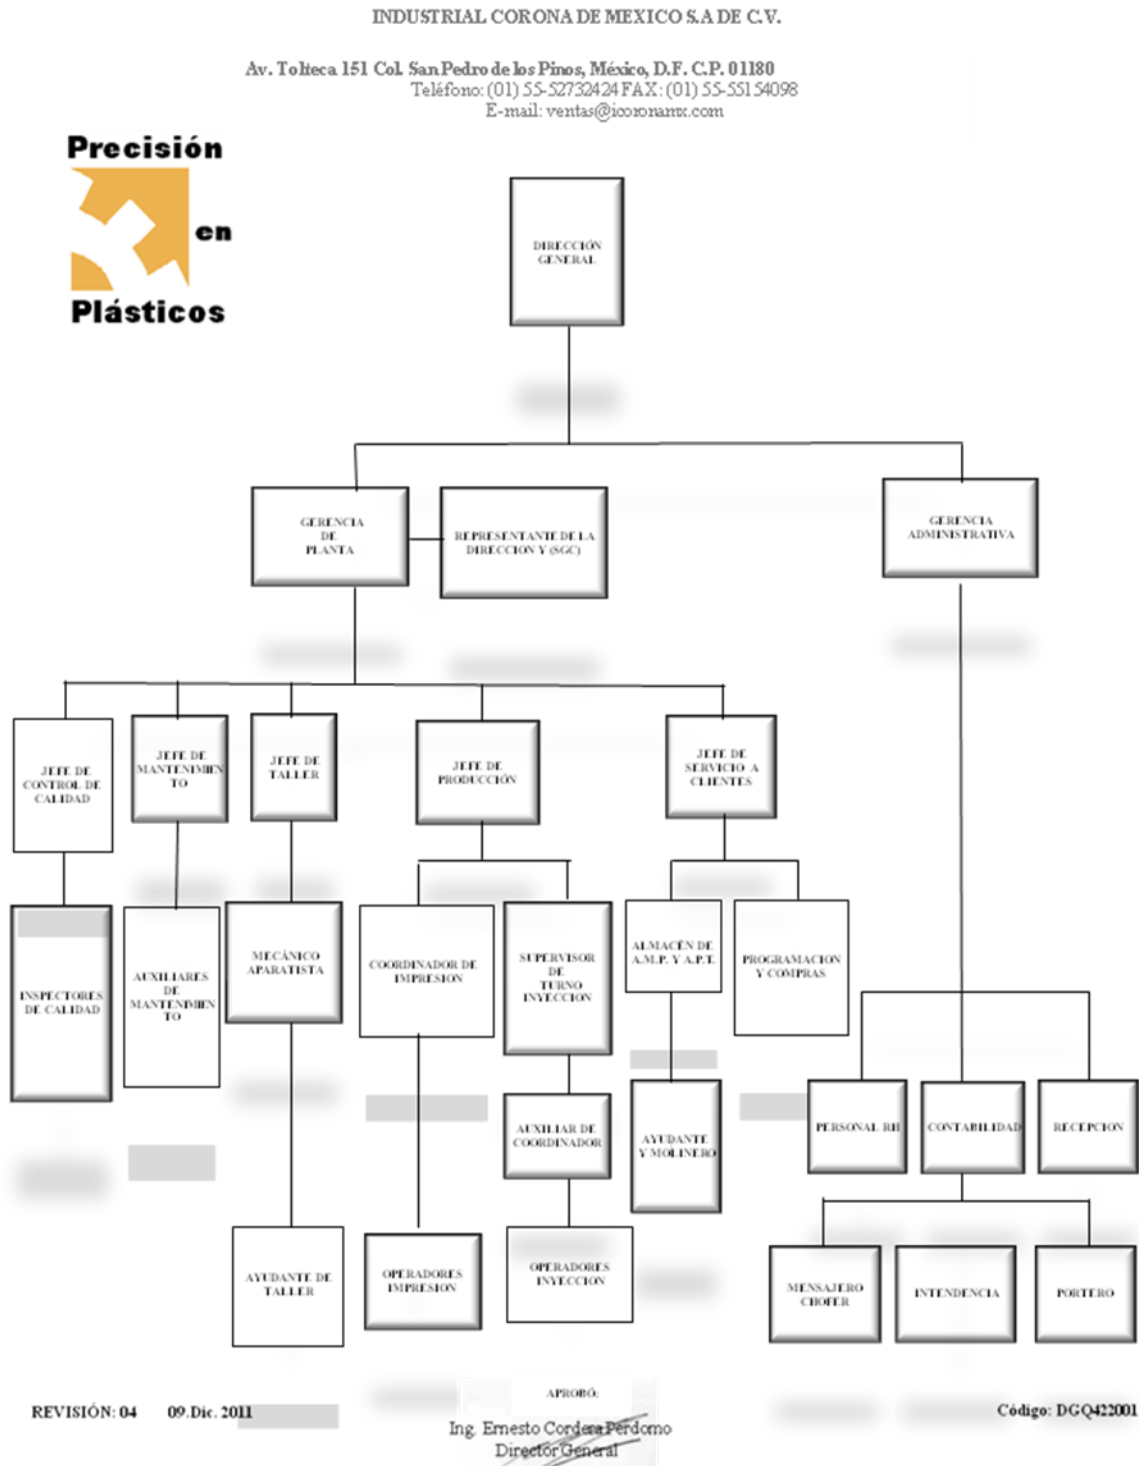 INDUSTRIAL CORONA DE MEXICO S.A DE C.V.
Av. Tolteca 151 Col. San Pedro de los Pinos, México, D.F. C.P. 01180
Teléfono: (01) 55-52732424 FAX: (01) 55-55154098
E-mail: ventas@icoronamx.com
Precisión
en
Plásticos
DIRECCIÓN
GENERAL
GERENCIA
DE
PLANTA
REPRESENTANTE DE LA
DIRECCION Y (SGC)
GERENCIA
ADMINISTRATIVA
JEFE DE
CONTROL DE
CALIDAD
JEFE DE
MANTENIMIEN
TO
JEFE DE
TALLER
JEFE DE
PRODUCCIÓN
JEFE DE
SERVICIO A
CLIENTES
INSPECTORES
DE CALIDAD
AUXILIARES
DE
MANTENIMIEN
TO
MECÁNICO
APARATISTA
COORDINADOR DE
IMPRESIÓN
SUPERVISOR
DE
TURNO
INYECCION
ALMACÉN DE
A.M.P. Y A.P.T.
PROGRAMACION
Y COMPRAS
AUXILIAR DE
COORDINADOR
AYUDANTE
Y MOLINERO
PERSONAL RH
CONTABILIDAD
RECEPCION
AYUDANTE DE
TALLER
OPERADORES
IMPRESIÓN
OPERADORES
INYECCION
MENSAJERO
CHOFER
INTENDENCIA
PORTERO
REVISIÓN: 04 09.Dic. 2011
APROBÓ:
Ing. Ernesto Cordera Perdomo
Director General
Código: DGQ422001